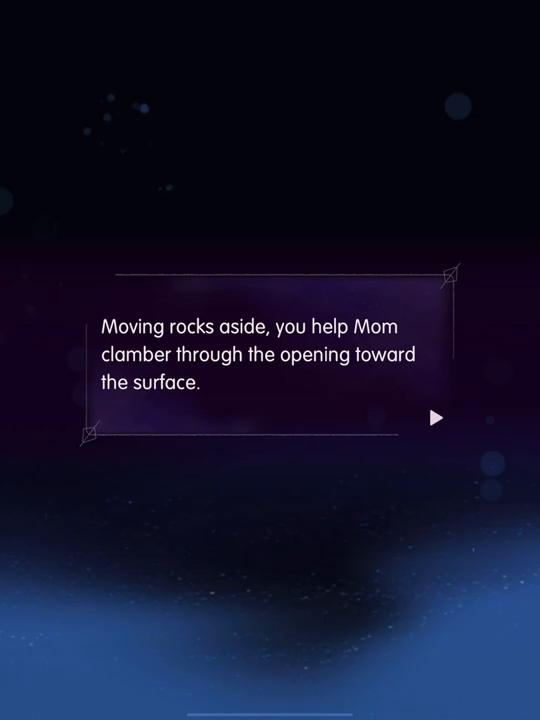 Moving rocks aside, you help Mom
clamber through the opening toward
the surface.